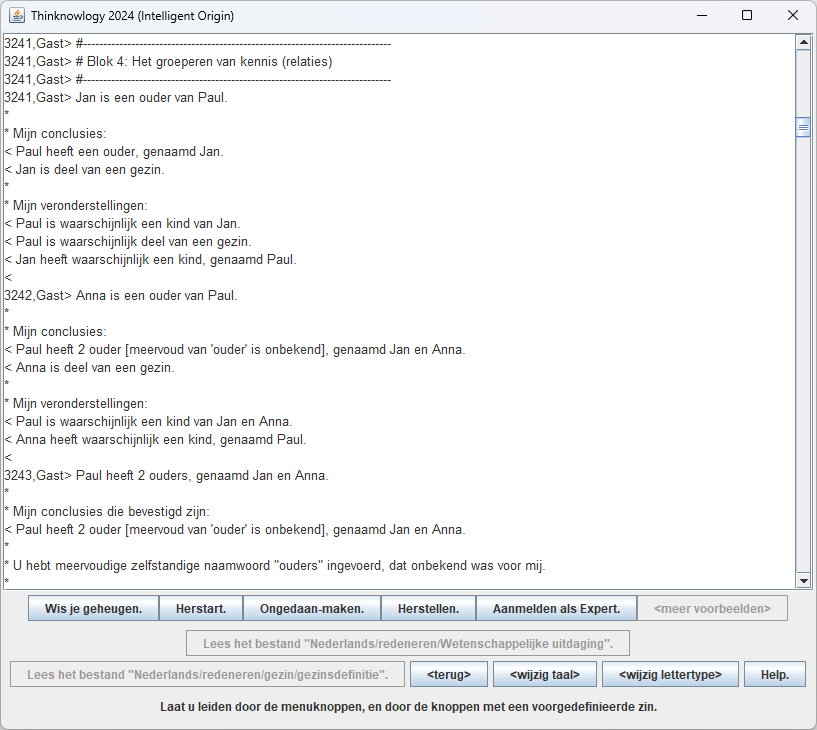 Thinknowlogy 2024 (Intelligent Origin)
3241,Gast> #-----------------------------------------------------------------------------
3241,Gast> # Blok 4: Het groeperen van kennis (relaties)
3241,Gast> #-----------------------------------------------------------------------------
3241,Gast> Jan is een ouder van Paul.
*
* Mijn conclusies:
< Paul heeft een ouder, genaamd Jan.
< Jan is deel van een gezin.
*
* Mijn veronderstellingen:
< Paul is waarschijnlijk een kind van Jan.
< Paul is waarschijnlijk deel van een gezin.
< Jan heeft waarschijnlijk een kind, genaamd Paul.
<
3242,Gast> Anna is een ouder van Paul.
*
* Mijn conclusies:
< Paul heeft 2 ouder [meervoud van 'ouder' is onbekend], genaamd Jan en Anna.
< Anna is deel van een gezin.
*
* Mijn veronderstellingen:
< Paul is waarschijnlijk een kind van Jan en Anna.
< Anna heeft waarschijnlijk een kind, genaamd Paul.
<
3243,Gast> Paul heeft 2 ouders, genaamd Jan en Anna.
*
* Mijn conclusies die bevestigd zijn:
< Paul heeft 2 ouder [meervoud van 'ouder' is onbekend], genaamd Jan en Anna.
*
* U hebt meervoudige zelfstandige naamwoord "ouders" ingevoerd, dat onbekend was voor mij.
*
Wis je geheugen. Herstart. Ongedaan-maken. Herstellen. Aanmelden als Expert. <meer voorbeelden>
Lees het bestand "Nederlands/redeneren/Wetenschappelijke uitdaging".
Lees het bestand "Nederlands/redeneren/gezin/gezinsdefinitie". <terug> <wijzig taal> <wijzig lettertype> Help.
Laat u leiden door de menuknoppen, en door de knoppen met een voorgedefinieerde zin.